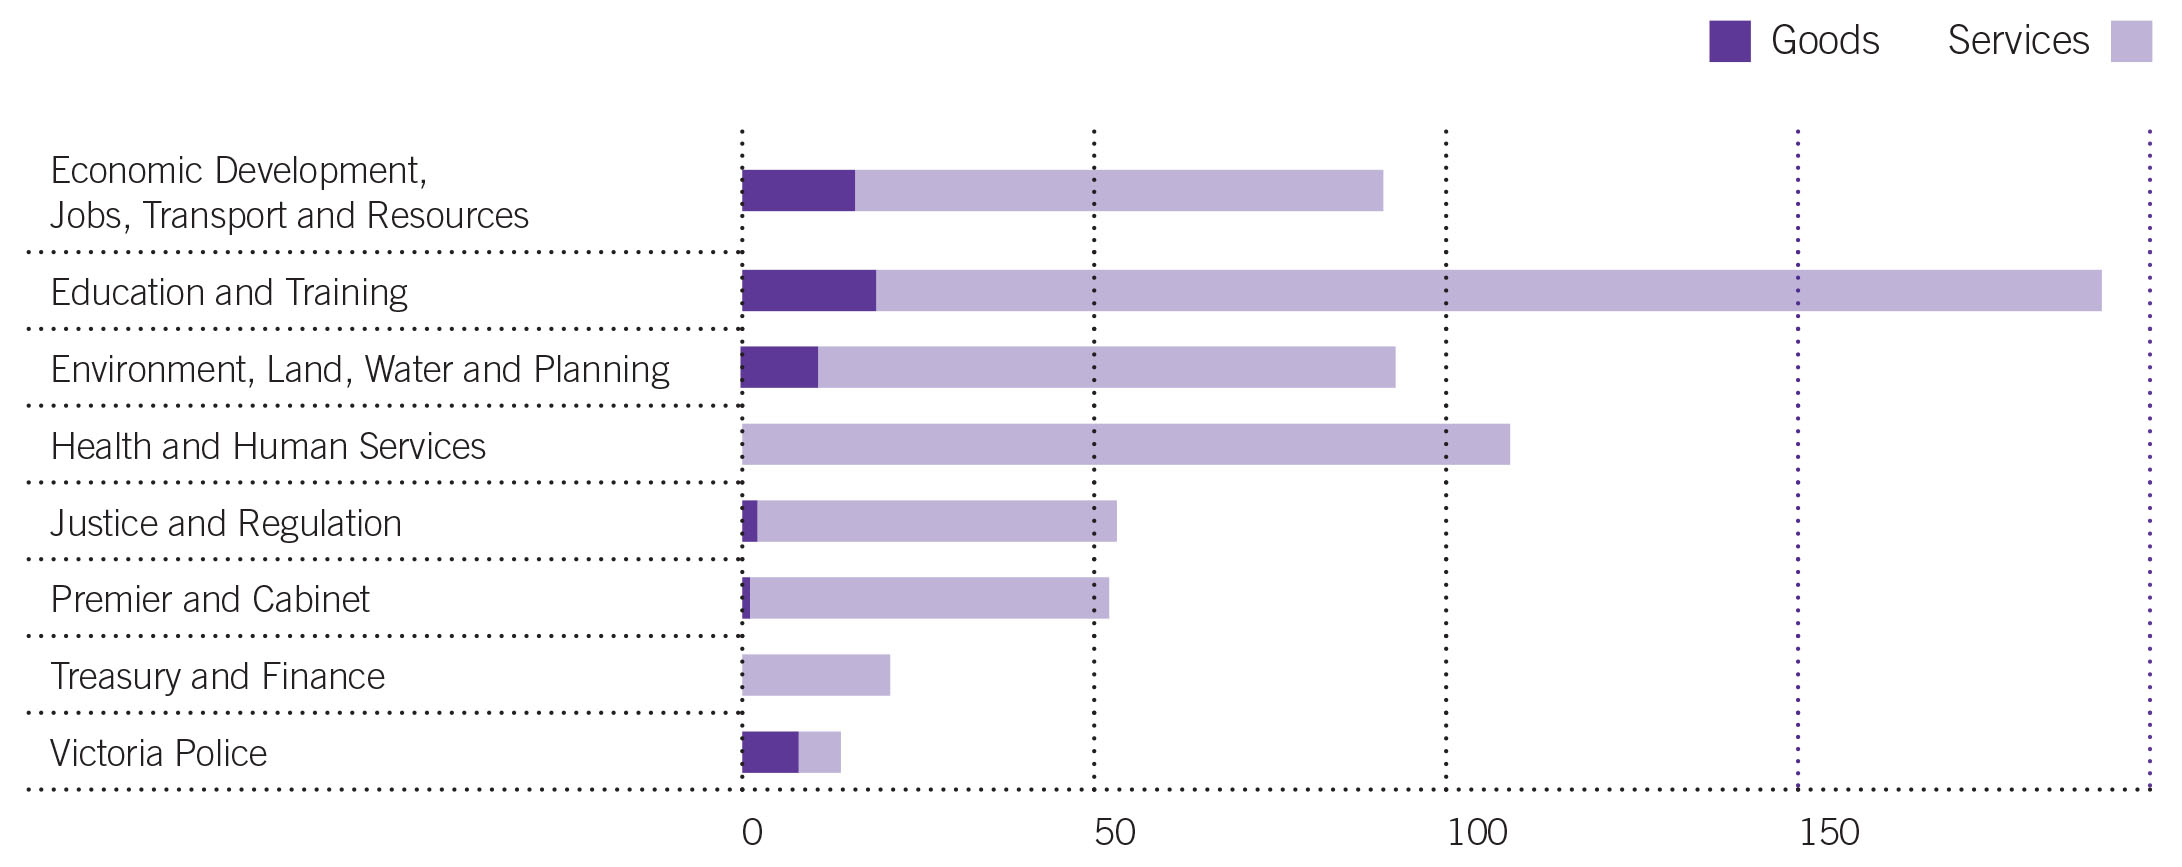 Goods Services
Economic Development,
Jobs, Transport and Resources
Education and Training
Environment, Land, Water and Planning
Health and Human Services
Justice and Regulation
Premier and Cabinet
Treasury and Finance
Victoria Police
0 50 100 150